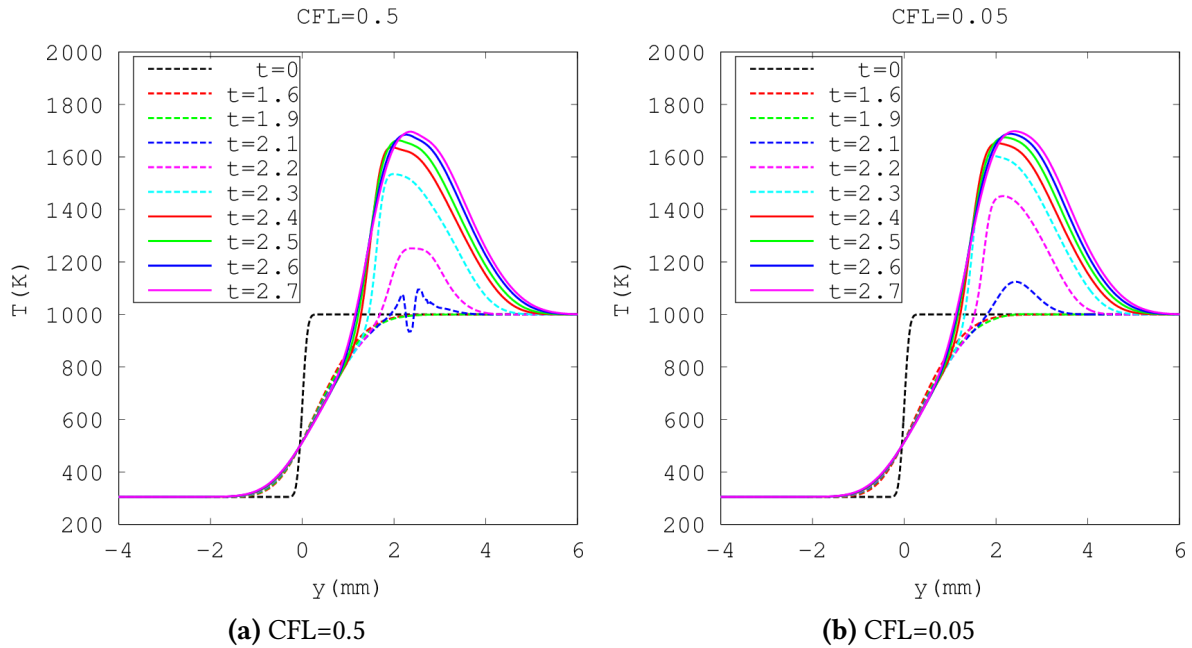 CFL=0.5
2000
1800
1600
1400
1200
1000
800
600
400
200
T(K)
t=0
t=1.6
t=1.9
t=2.1
t=2.2
t=2.3
t=2.4
t=2.5
t=2.6
t=2.7
-4 -2 0 2 4 6
y(mm)
(a) CFL=0.5
CFL=0.05
2000
1800
1600
1400
1200
1000
800
600
400
200
T(K)
t=0
t=1.6
t=1.9
t=2.1
t=2.2
t=2.3
t=2.4
t=2.5
t=2.6
t=2.7
-4 -2 0 2 4 6
y(mm)
(b) CFL=0.05